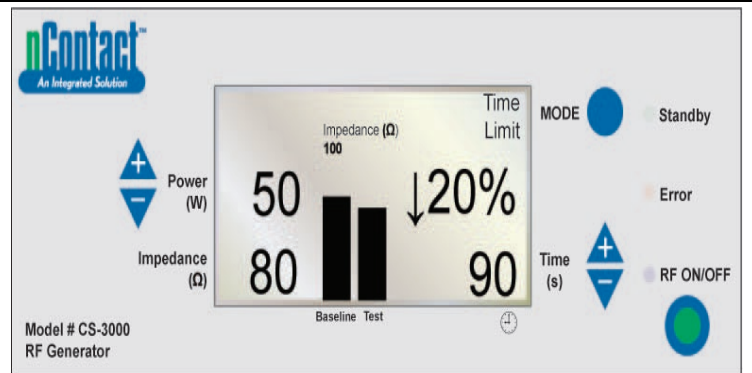 nContact™
An Integrated Solution
Time
Limit
MODE
Standby
Impedance (Ω)
100
+
−
Power
(W)
50
↓20%
Error
Impedance
(Ω)
80
90
Time
(s)
+
−
RF ON/OFF
Baseline Test
Model # CS-3000
RF Generator